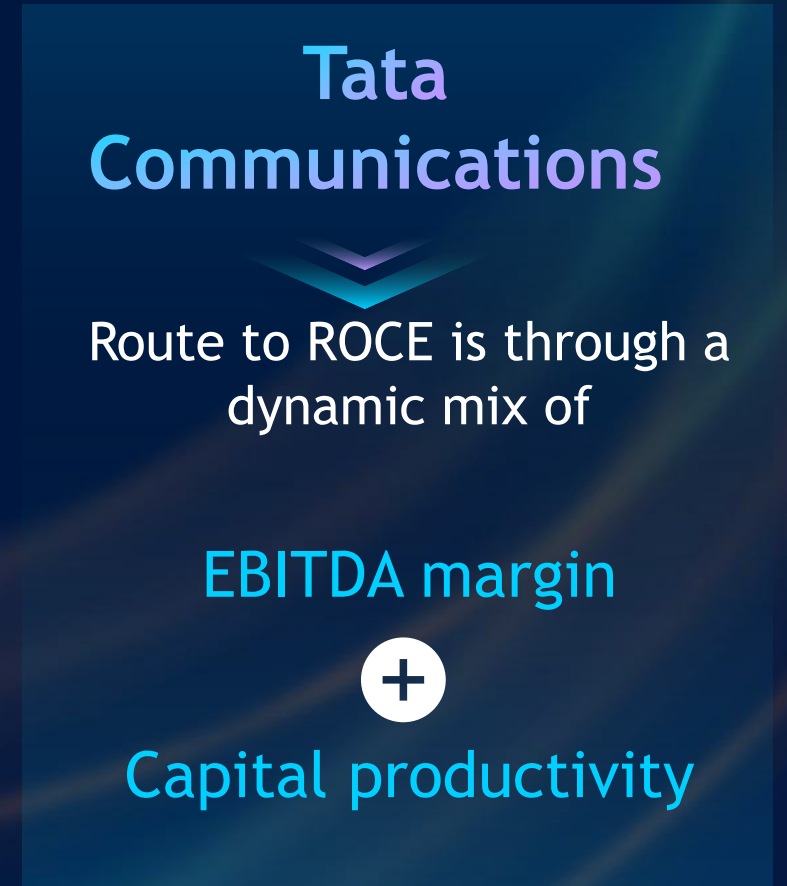 Tata
Communications
Route to ROCE is through a
dynamic mix of
EBITDA margin
+
Capital productivity